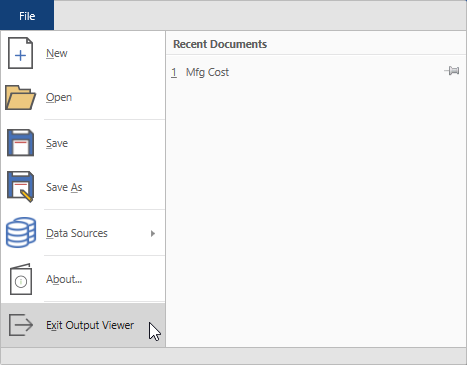 File
New
Open
Save
Save As
Data Sources
About...
Exit Output Viewer
Recent Documents
1 Mfg Cost